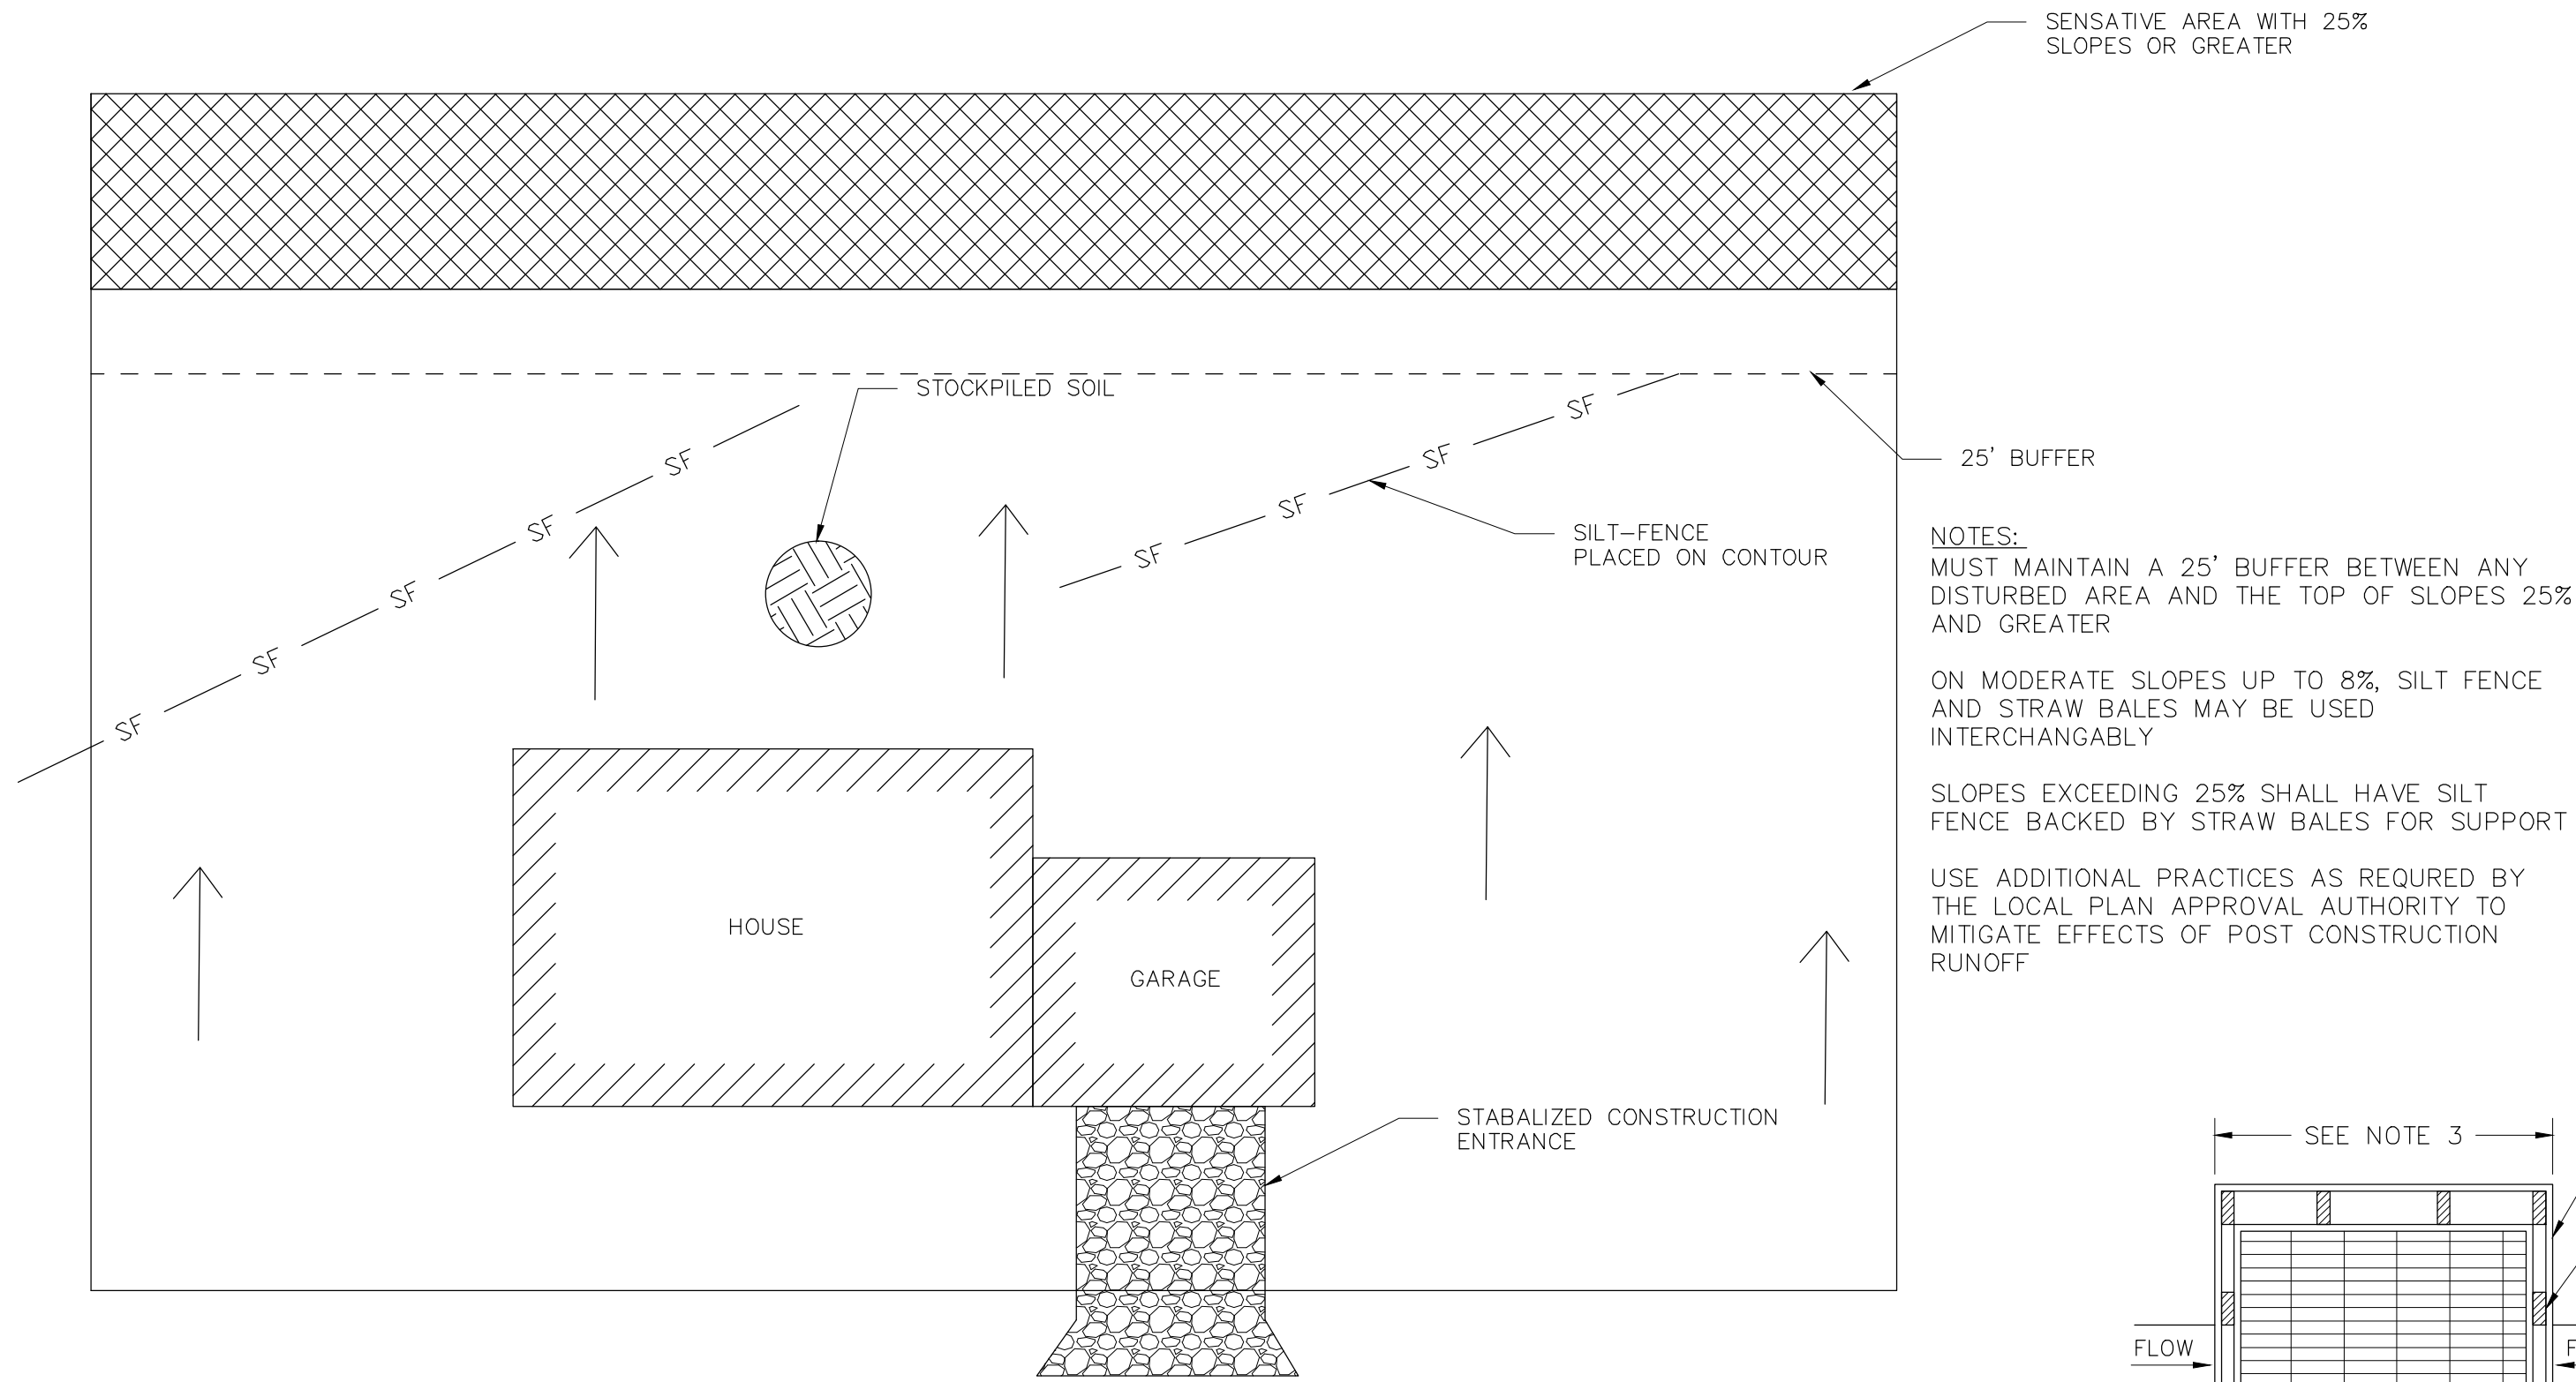 SENSATIVE AREA WITH 25%
SLOPES OR GREATER
STOCKPILED SOIL
SF
SF
SF
SF
SF
SF
SF
SF
SF
25' BUFFER
SILT-FENCE
PLACED ON CONTOUR
NOTES:
MUST MAINTAIN A 25' BUFFER BETWEEN ANY
DISTURBED AREA AND THE TOP OF SLOPES 25%
AND GREATER
ON MODERATE SLOPES UP TO 8%, SILT FENCE
AND STRAW BALES MAY BE USED
INTERCHANGABLY
SLOPES EXCEEDING 25% SHALL HAVE SILT
FENCE BACKED BY STRAW BALES FOR SUPPORT
USE ADDITIONAL PRACTICES AS REQURED BY
THE LOCAL PLAN APPROVAL AUTHORITY TO
MITIGATE EFFECTS OF POST CONSTRUCTION
RUNOFF
HOUSE
GARAGE
STABALIZED CONSTRUCTION
ENTRANCE
SEE NOTE 3
FLOW